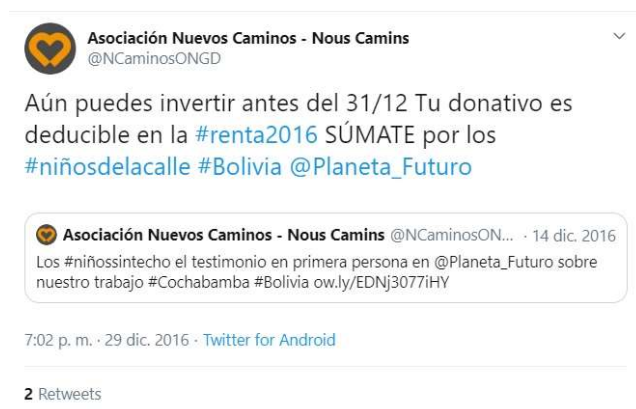 Asociación Nuevos Caminos - Nous Camins
@NCaminosONGD
Aún puedes invertir antes del 31/12 Tu donativo es
deducible en la #renta2016 SÚMATE por los
#niñosdelacalle #Bolivia @Planeta_Futuro
Asociación Nuevos Caminos - Nous Camins @NCaminosON... · 14 dic. 2016
Los #niñossintecho el testimonio en primera persona en @Planeta_Futuro sobre
nuestro trabajo #Cochabamba #Bolivia ow.ly/EDNj3077iHY
7:02 p. m. · 29 dic. 2016 · Twitter for Android
2 Retweets